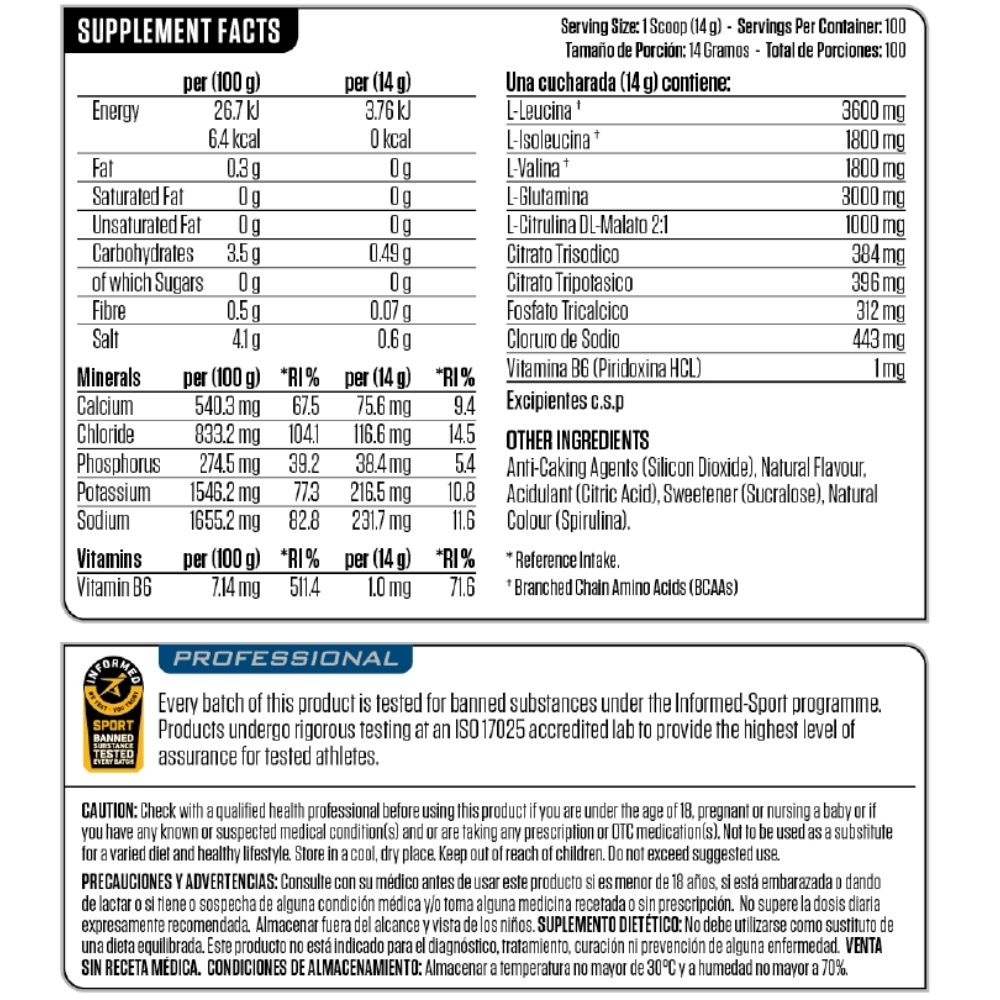 SUPPLEMENT FACTS
Serving Size: 1 Scoop (14 g) - Servings Per Container: 100
Tamaño de Porción: 14 Gramos - Total de Porciones: 100
per (100 g) per (14 g)
Energy 26.7 kJ 3.76 kJ
6.4 kcal 0 kcal
Fat 0.3 g 0 g
Saturated Fat 0 g 0 g
Unsaturated Fat 0 g 0 g
Carbohydrates 3.5 g 0.49 g
of which Sugars 0 g 0 g
Fibre 0.5 g 0.07 g
Salt 4.1 g 0.6 g
Minerals per (100 g) *RI % per (14 g) *RI %
Calcium 540.3 mg 67.5 75.6 mg 9.4
Chloride 833.2 mg 104.1 116.6 mg 14.5
Phosphorus 274.5 mg 39.2 38.4 mg 5.4
Potassium 1546.2 mg 77.3 216.5 mg 10.8
Sodium 1655.2 mg 82.8 231.7 mg 11.6
Vitamins per (100 g) *RI % per (14 g) *RI %
Vitamin B6 7.14 mg 511.4 1.0 mg 71.6
Una cucharada (14 g) contiene:
L-Leucina † 3600 mg
L-Isoleucina † 1800 mg
L-Valina † 1800 mg
L-Glutamina 3000 mg
L-Citrulina DL-Malato 2:1 1000 mg
Citrato Trisodico 384 mg
Citrato Tripotasico 396 mg
Fosfato Tricalcico 312 mg
Cloruro de Sodio 443 mg
Vitamina B6 (Piridoxina HCL) 1 mg
Excipientes c.s.p
OTHER INGREDIENTS
Anti-Caking Agents (Silicon Dioxide), Natural Flavour,
Acidulant (Citric Acid), Sweetener (Sucralose), Natural
Colour (Spirulina).
* Reference Intake.
† Branched Chain Amino Acids (BCAAs)
PROFESSIONAL
INFORMED
WE TEST - YOU TRUST
SPORT
BANNED
SUBSTANCE
TESTED
EVERY BATCH
Every batch of this product is tested for banned substances under the Informed-Sport programme.
Products undergo rigorous testing at an ISO 17025 accredited lab to provide the highest level of
assurance for tested athletes.
CAUTION: Check with a qualified health professional before using this product if you are under the age of 18, pregnant or nursing a baby or if
you have any known or suspected medical condition(s) and or are taking any prescription or OTC medication(s). Not to be used as a substitute
for a varied diet and healthy lifestyle. Store in a cool, dry place. Keep out of reach of children. Do not exceed suggested use.
PRECAUCIONES Y ADVERTENCIAS: Consulte con su médico antes de usar este producto si es menor de 18 años, si está embarazada o dando
de lactar o si tiene o sospecha de alguna condición médica y/o toma alguna medicina recetada o sin prescripción. No supere la dosis diaria
expresamente recomendada. Almacenar fuera del alcance y vista de los niños. SUPLEMENTO DIETÉTICO: No debe utilizarse como sustituto de
una dieta equilibrada. Este producto no está indicado para el diagnóstico, tratamiento, curación ni prevención de alguna enfermedad. VENTA
SIN RECETA MÉDICA. CONDICIONES DE ALMACENAMIENTO: Almacenar a temperatura no mayor de 30ºC y a humedad no mayor a 70%.